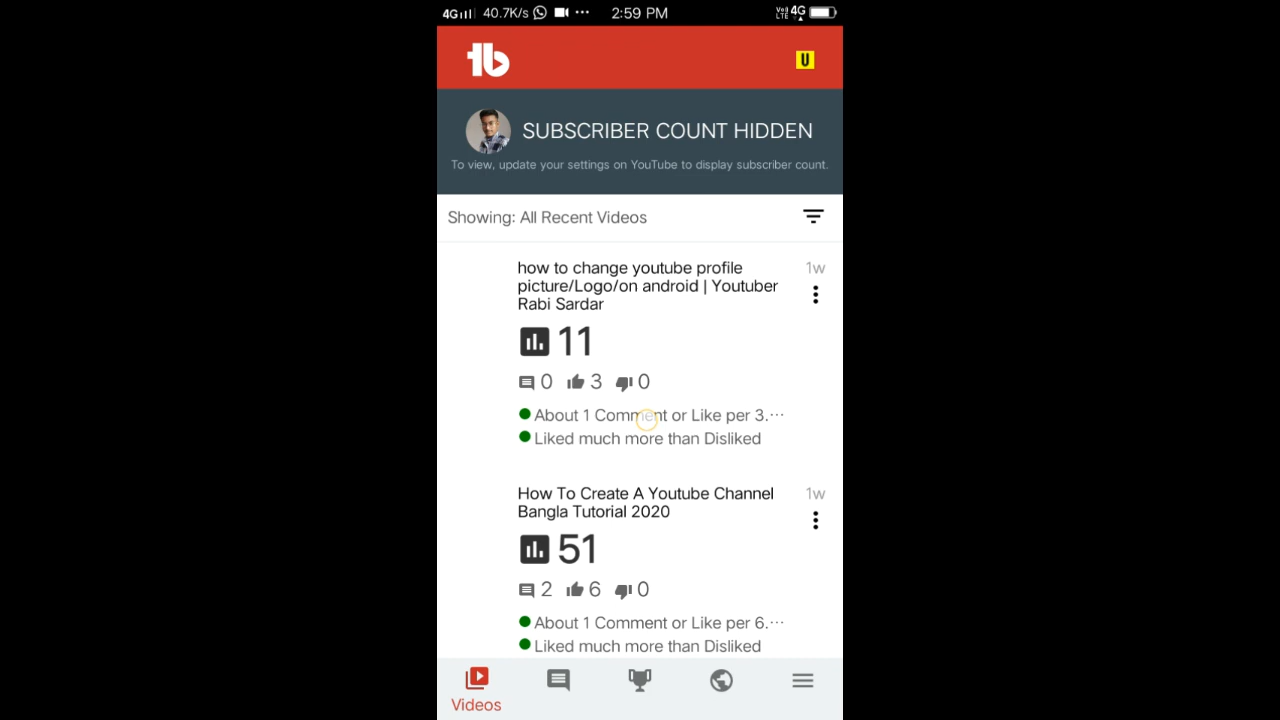 4G 40.7K/s ••• 2:59 PM VoLTE 4G
tb
U
SUBSCRIBER COUNT HIDDEN
To view, update your settings on YouTube to display subscriber count.
Showing: All Recent Videos
how to change youtube profile 1w
picture/Logo/on android | Youtuber
Rabi Sardar
11
0 3 0
About 1 Comment or Like per 3.···
Liked much more than Disliked
How To Create A Youtube Channel 1w
Bangla Tutorial 2020
51
2 6 0
About 1 Comment or Like per 6.···
Liked much more than Disliked
Videos